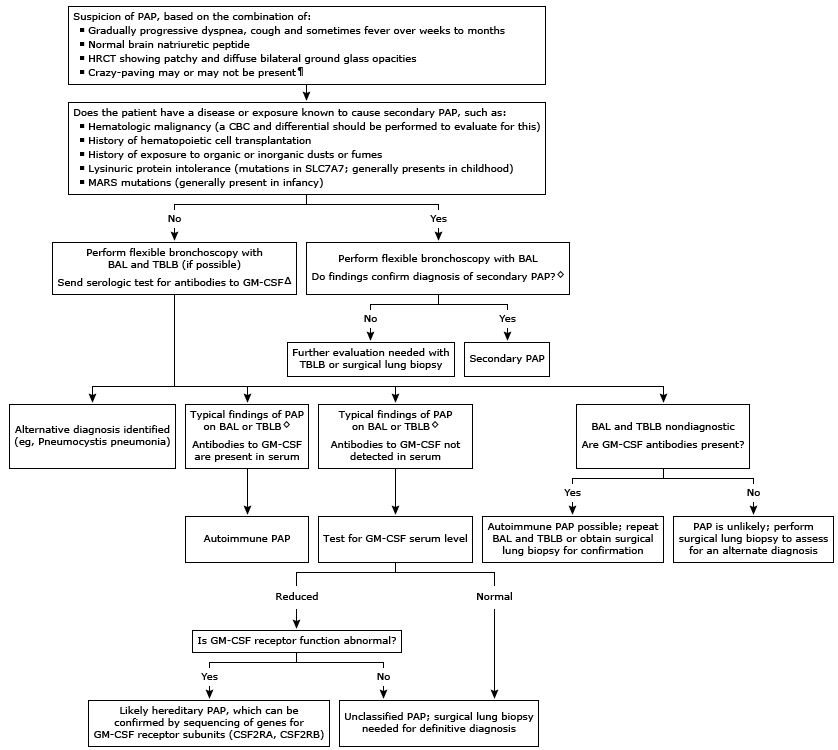 Suspicion of PAP, based on the combination of:
▪ Gradually progressive dyspnea, cough and sometimes fever over weeks to months
▪ Normal brain natriuretic peptide
▪ HRCT showing patchy and diffuse bilateral ground glass opacities
▪ Crazy-paving may or may not be present¶
Does the patient have a disease or exposure known to cause secondary PAP, such as:
▪ Hematologic malignancy (a CBC and differential should be performed to evaluate for this)
▪ History of hematopoietic cell transplantation
▪ History of exposure to organic or inorganic dusts or fumes
▪ Lysinuric protein intolerance (mutations in SLC7A7; generally presents in childhood)
▪ MARS mutations (generally present in infancy)
No
Yes
Perform flexible bronchoscopy with
BAL and TBLB (if possible)
Send serologic test for antibodies to GM-CSFΔ
Perform flexible bronchoscopy with BAL
Do findings confirm diagnosis of secondary PAP?◇
No
Yes
Further evaluation needed with
TBLB or surgical lung biopsy
Secondary PAP
Alternative diagnosis identified
(eg, Pneumocystis pneumonia)
Typical findings of PAP
on BAL or TBLB◇
Antibodies to GM-CSF
are present in serum
Typical findings of PAP
on BAL or TBLB◇
Antibodies to GM-CSF not
detected in serum
BAL and TBLB nondiagnostic
Are GM-CSF antibodies present?
Yes
No
Autoimmune PAP
Test for GM-CSF serum level
Autoimmune PAP possible; repeat
BAL and TBLB or obtain surgical
lung biopsy for confirmation
PAP is unlikely; perform
surgical lung biopsy to assess
for an alternate diagnosis
Reduced
Normal
Is GM-CSF receptor function abnormal?
Yes
No
Likely hereditary PAP, which can be
confirmed by sequencing of genes for
GM-CSF receptor subunits (CSF2RA, CSF2RB)
Unclassified PAP; surgical lung biopsy
needed for definitive diagnosis